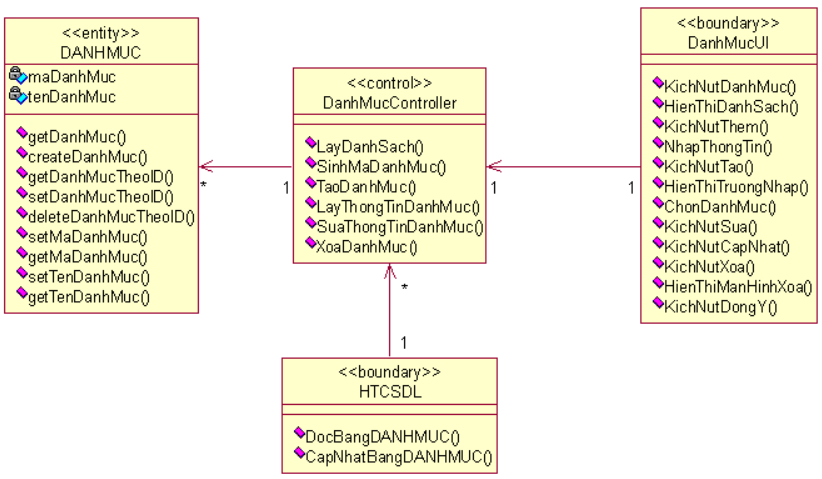 <<entity>>
DANHMUC
maDanhMuc
tenDanhMuc
getDanhMuc()
createDanhMuc()
getDanhMucTheoID()
setDanhMucTheoID()
deleteDanhMucTheoID()
setMaDanhMuc()
getMaDanhMuc()
setTenDanhMuc()
getTenDanhMuc()
*
1
<<control>>
DanhMucController
LayDanhSach()
SinhMaDanhMuc()
TaoDanhMuc()
LayThongTinDanhMuc()
SuaThongTinDanhMuc()
XoaDanhMuc()
1
1
<<boundary>>
DanhMucUI
KichNutDanhMuc()
HienThiDanhSach()
KichNutThem()
NhapThongTin()
KichNutTao()
HienThiTruongNhap()
ChonDanhMuc()
KichNutSua()
KichNutCapNhat()
KichNutXoa()
HienThiManHinhXoa()
KichNutDongY()
*
1
<<boundary>>
HTCSDL
DocBangDANHMUC()
CapNhatBangDANHMUC()